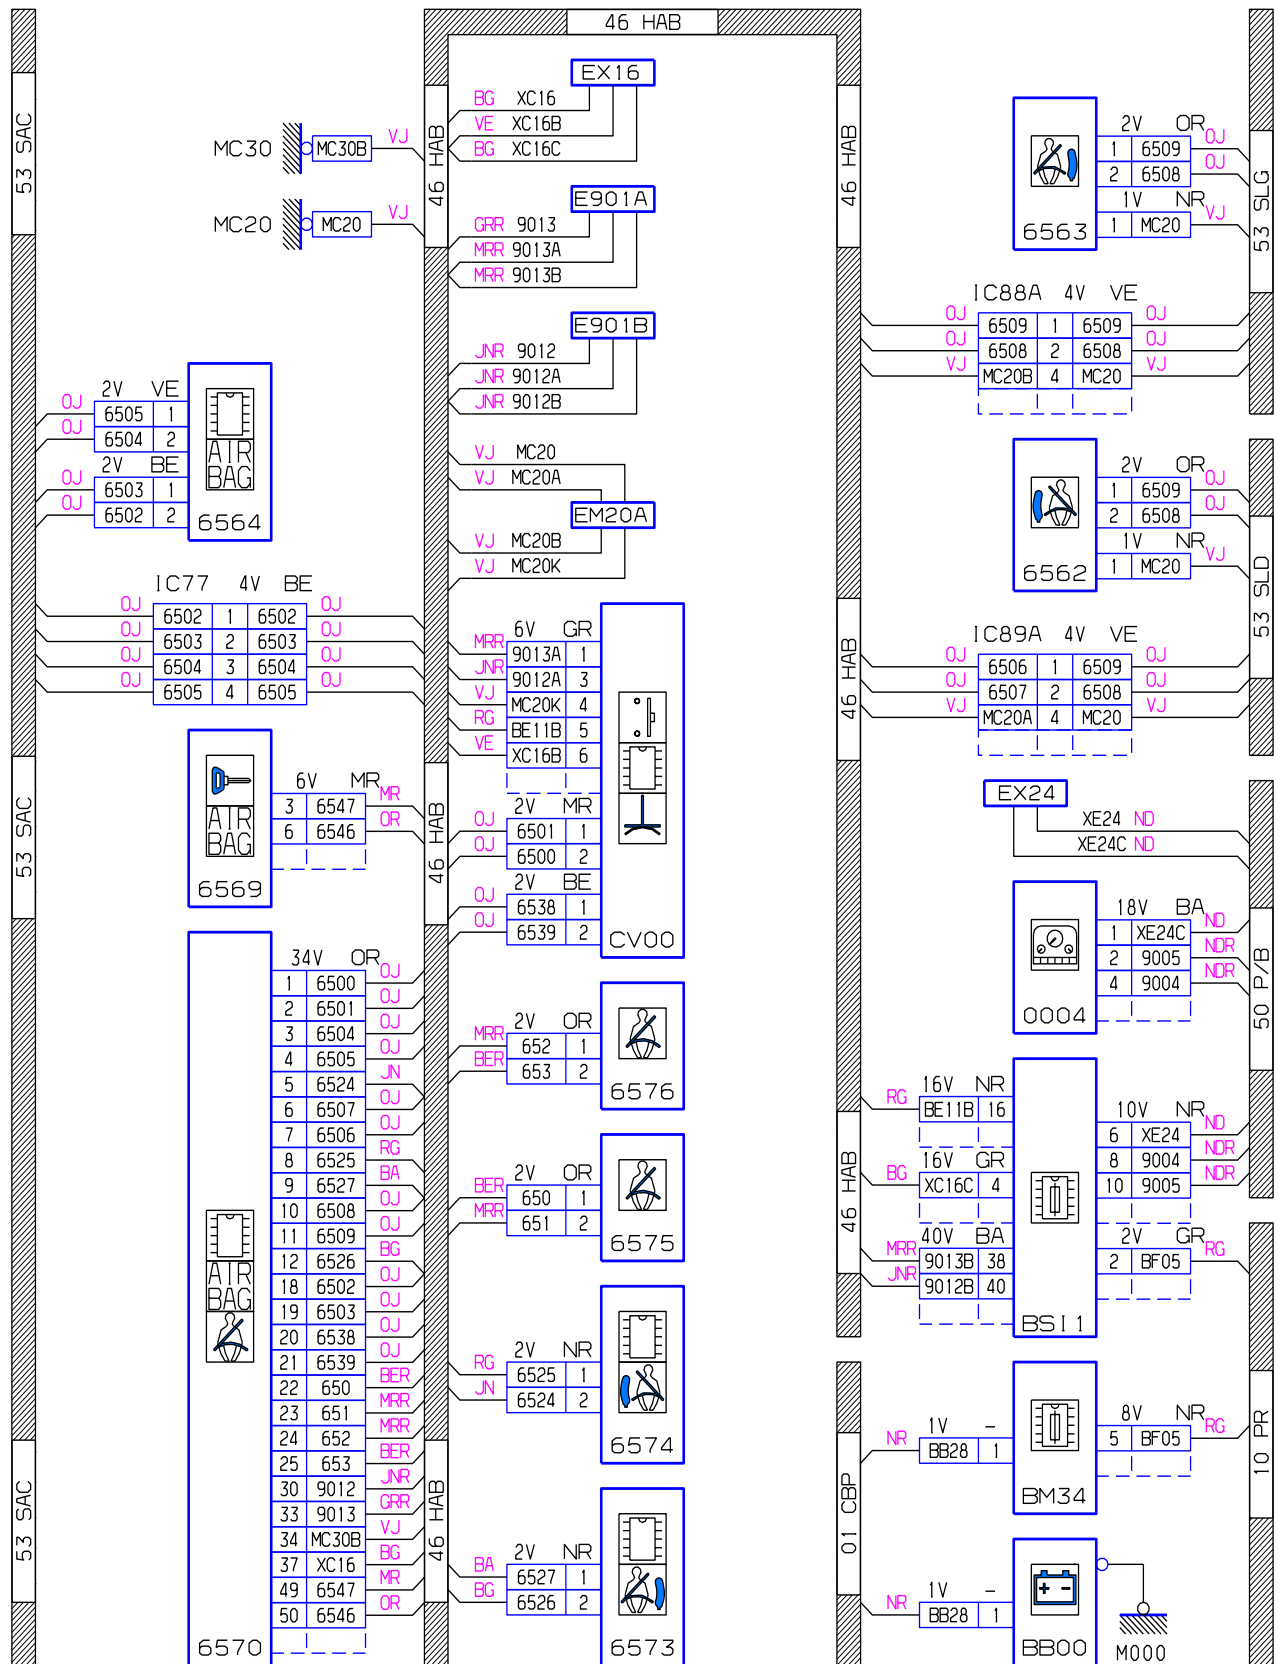 46 HAB
53 SAC
46 HAB
46 HAB
53 SLG
MC30
MC30B VJ
MC20
MC20 VJ
EX16
BG XC16
VE XC16B
BG XC16C
E901A
GRR 9013
MRR 9013A
MRR 9013B
E901B
JNR 9012
JNR 9012A
JNR 9012B
VJ MC20
VJ MC20A
EM20A
VJ MC20B
VJ MC20K
2V OR
1 6509 OJ
2 6508 OJ
1V NR
1 MC20 VJ
6563
IC88A 4V VE
OJ 6509 1 6509 OJ
OJ 6508 2 6508 OJ
VJ MC20B 4 MC20 VJ
2V VE
OJ 6505 1
OJ 6504 2
2V BE
OJ 6503 1
OJ 6502 2
AIR
BAG
6564
2V OR
1 6509 OJ
2 6508 OJ
1V NR
1 MC20 VJ
6562
53 SLD
IC77 4V BE
OJ 6502 1 6502 OJ
OJ 6503 2 6503 OJ
OJ 6504 3 6504 OJ
OJ 6505 4 6505 OJ
IC89A 4V VE
OJ 6506 1 6509 OJ
OJ 6507 2 6508 OJ
VJ MC20A 4 MC20 VJ
46 HAB
6V GR
MRR 9013A 1
JNR 9012A 3
VJ MC20K 4
RG BE11B 5
VE XC16B 6
2V MR
OJ 6501 1
OJ 6500 2
2V BE
OJ 6538 1
OJ 6539 2
CV00
53 SAC
46 HAB
6V MR
3 6547 MR
6 6546 OR
AIR
BAG
6569
EX24
XE24 ND
XE24C ND
18V BA
1 XE24C ND
2 9005 NDR
4 9004 NDR
0004
50 P/B
34V OR
1 6500 OJ
2 6501 OJ
3 6504 OJ
4 6505 OJ
5 6524 JN
6 6507 OJ
7 6506 OJ
8 6525 RG
9 6527 BA
10 6508 OJ
11 6509 OJ
12 6526 BG
18 6502 OJ
19 6503 OJ
20 6538 OJ
21 6539 OJ
22 650 BER
23 651 MRR
24 652 MRR
25 653 BER
30 9012 JNR
33 9013 GRR
34 MC30B VJ
37 XC16 BG
49 6547 MR
50 6546 OR
AIR
BAG
6570
2V OR
MRR 652 1
BER 653 2
6576
2V OR
BER 650 1
MRR 651 2
6575
2V NR
RG 6525 1
JN 6524 2
6574
2V NR
BA 6527 1
BG 6526 2
6573
53 SAC
46 HAB
46 HAB
16V NR
RG BE11B 16
16V GR
BG XC16C 4
40V BA
MRR 9013B 38
JNR 9012B 40
10V NR
6 XE24 ND
8 9004 NDR
10 9005 NDR
2V GR
2 BF05 RG
BSI1
1V -
NR BB28 1
8V NR
5 BF05 RG
BM34
10 PR
01 CBP
1V -
NR BB28 1
+ -
BB00
M000